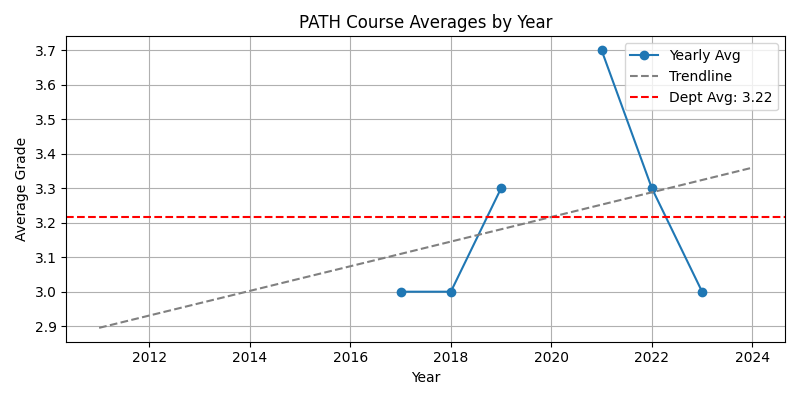 PATH Course Averages by Year
Yearly Avg
Trendline
Dept Avg: 3.22
Average Grade
3.7
3.6
3.5
3.4
3.3
3.2
3.1
3.0
2.9
2012
2014
2016
2018
2020
2022
2024
Year